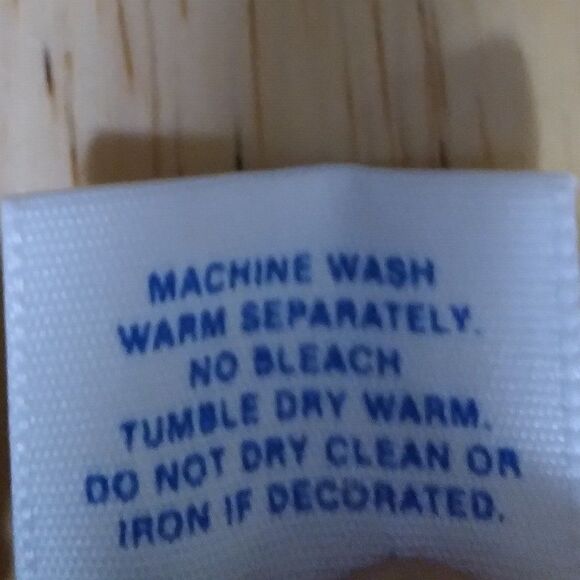 MACHINE WASH
WARM SEPARATELY.
NO BLEACH
TUMBLE DRY WARM.
DO NOT DRY CLEAN OR
IRON IF DECORATED.